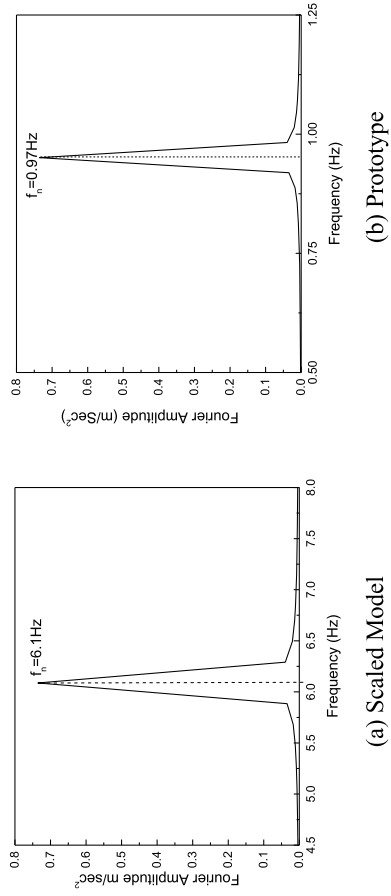 0.8
0.7
0.6
0.5
0.4
0.3
0.2
0.1
0.0
Fourier Amplitude m/sec²
fₙ=6.1Hz
4.5 5.0 5.5 6.0 6.5 7.0 7.5 8.0
Frequency (Hz)
(a) Scaled Model
0.8
0.7
0.6
0.5
0.4
0.3
0.2
0.1
0.0
Fourier Amplitude (m/Sec²)
fₙ=0.97Hz
0.50 0.75 1.00 1.25
Frequency (Hz)
(b) Prototype